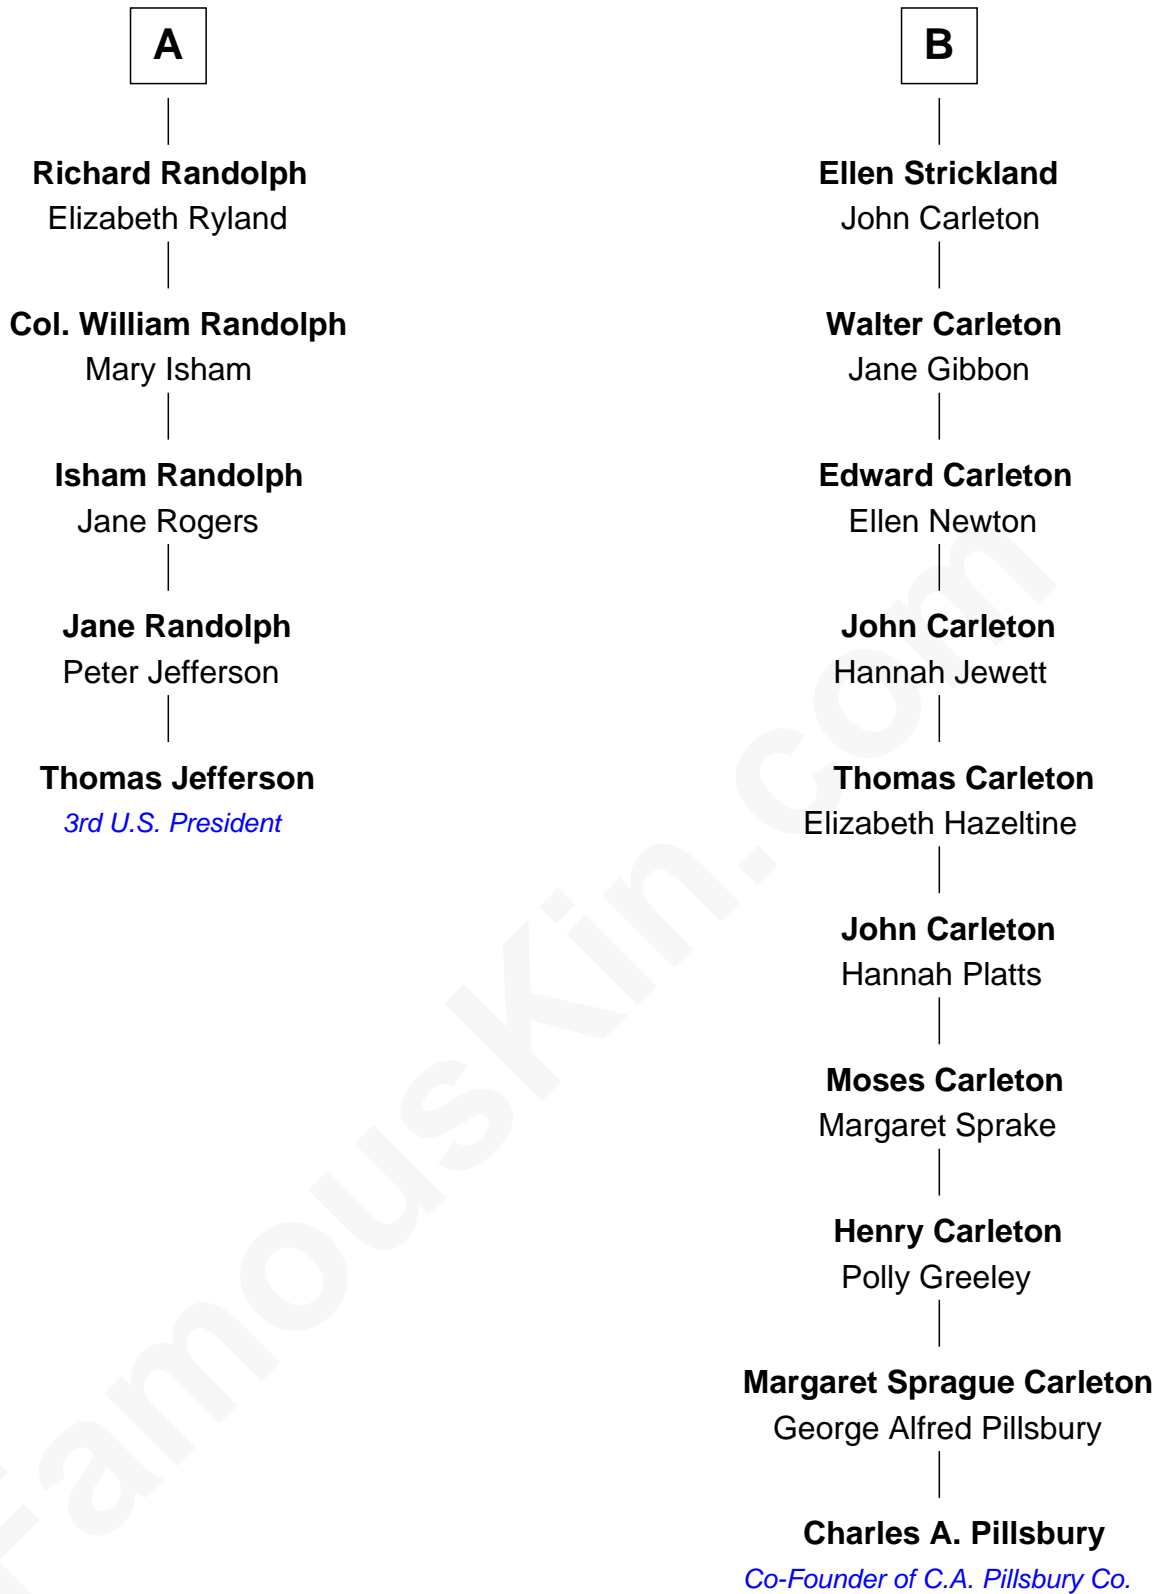 A
Richard Randolph
Elizabeth Ryland
Col. William Randolph
Mary Isham
Isham Randolph
Jane Rogers
Jane Randolph
Peter Jefferson
Thomas Jefferson
3rd U.S. President
B
Ellen Strickland
John Carleton
Walter Carleton
Jane Gibbon
Edward Carleton
Ellen Newton
John Carleton
Hannah Jewett
Thomas Carleton
Elizabeth Hazeltine
John Carleton
Hannah Platts
Moses Carleton
Margaret Sprake
Henry Carleton
Polly Greeley
Margaret Sprague Carleton
George Alfred Pillsbury
Charles A. Pillsbury
Co-Founder of C.A. Pillsbury Co.
FamousKin.com